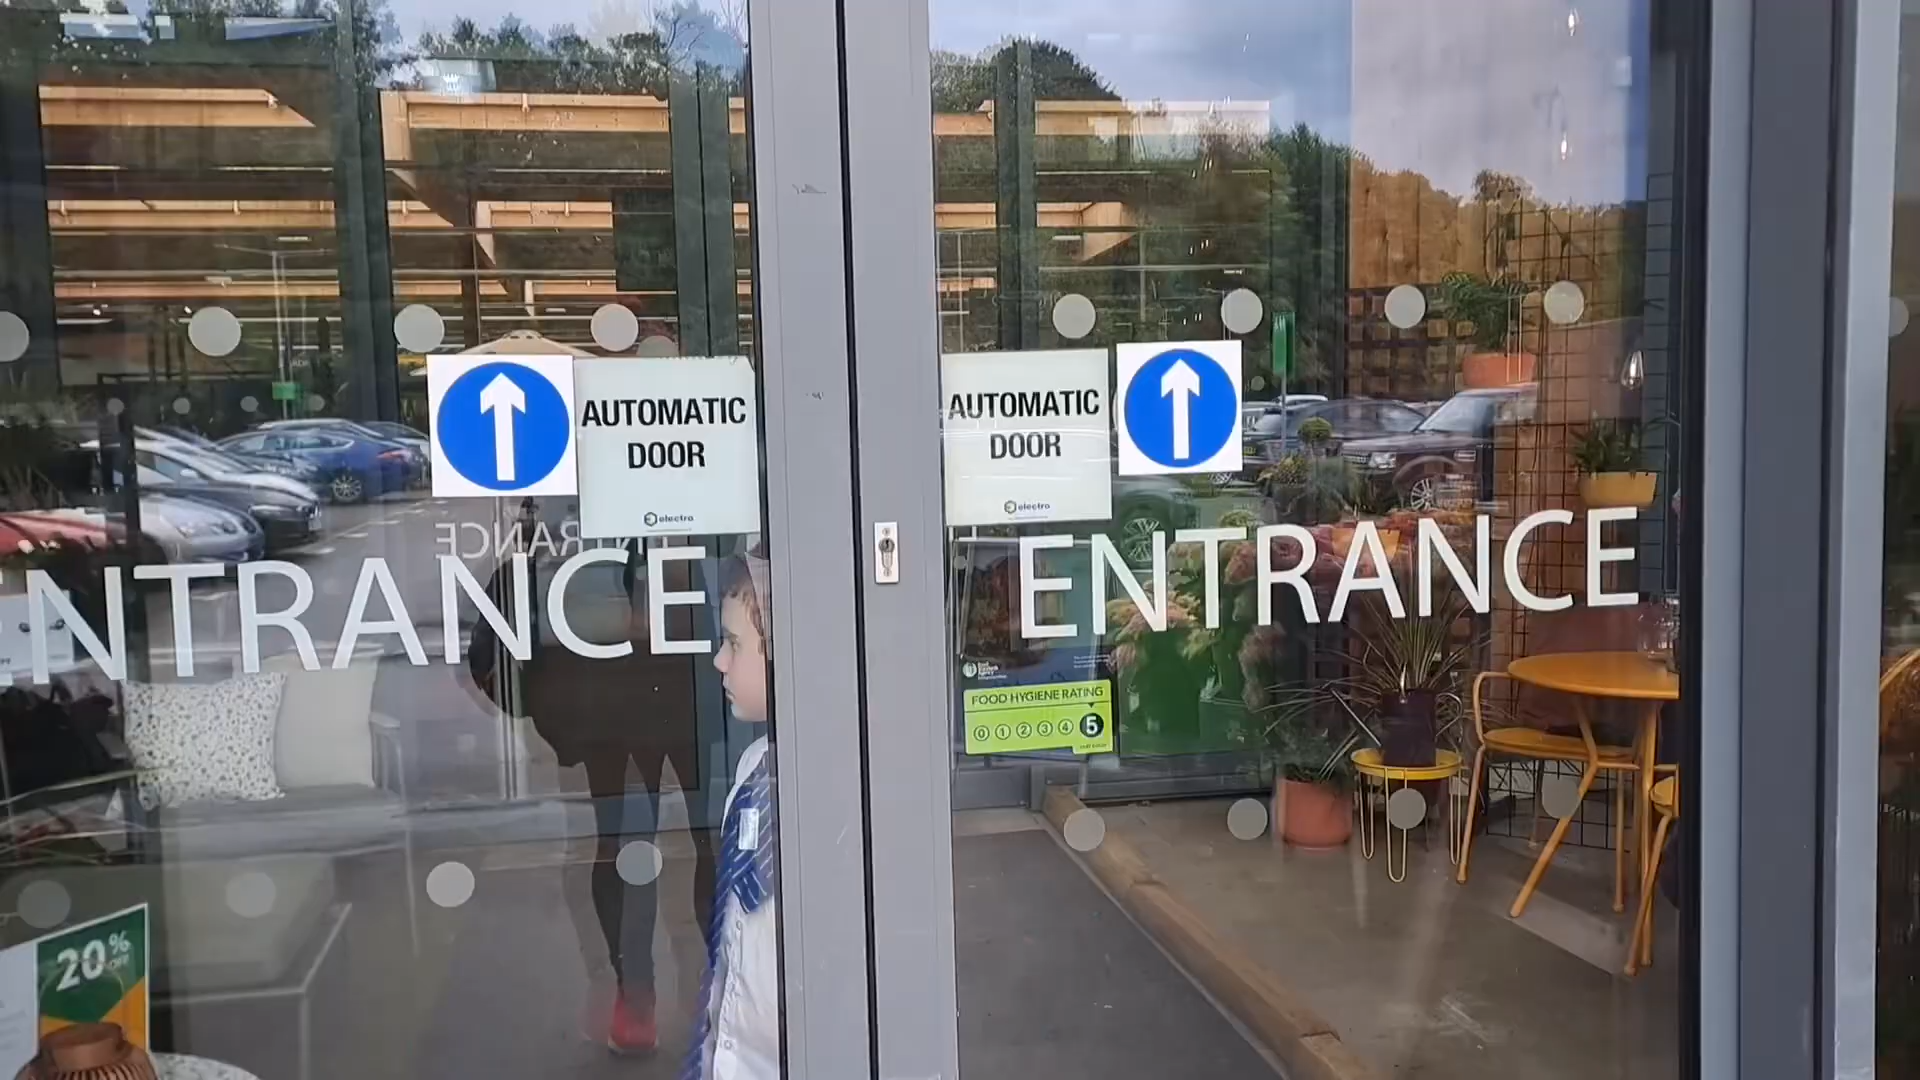 AUTOMATIC
DOOR
electro
AUTOMATIC
DOOR
electro
ENTRANCE
ENTRANCE
ENTRANCE
FOOD HYGIENE RATING
0 1 2 3 4 5
20%
OFF